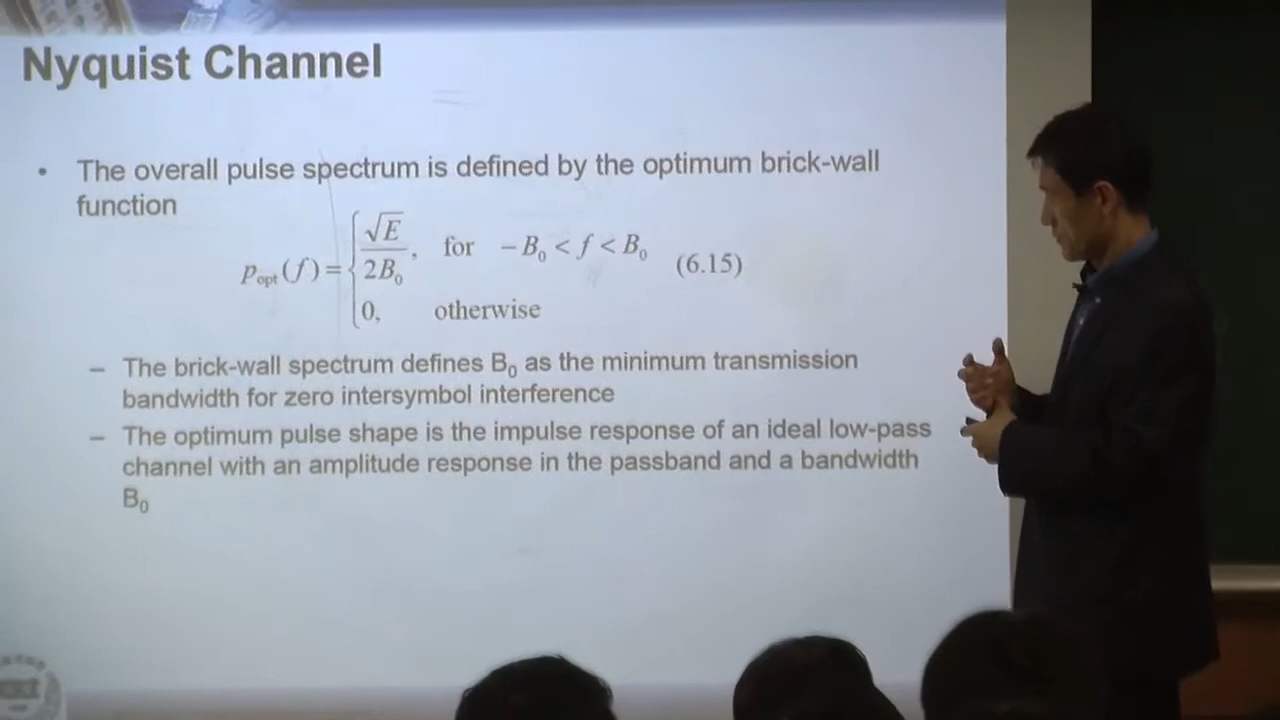 Nyquist Channel
• The overall pulse spectrum is defined by the optimum brick-wall
function
p_opt(f) = { √E / 2B₀, for −B₀ < f < B₀
0, otherwise
(6.15)
– The brick-wall spectrum defines B₀ as the minimum transmission
bandwidth for zero intersymbol interference
– The optimum pulse shape is the impulse response of an ideal low-pass
channel with an amplitude response in the passband and a bandwidth
B₀